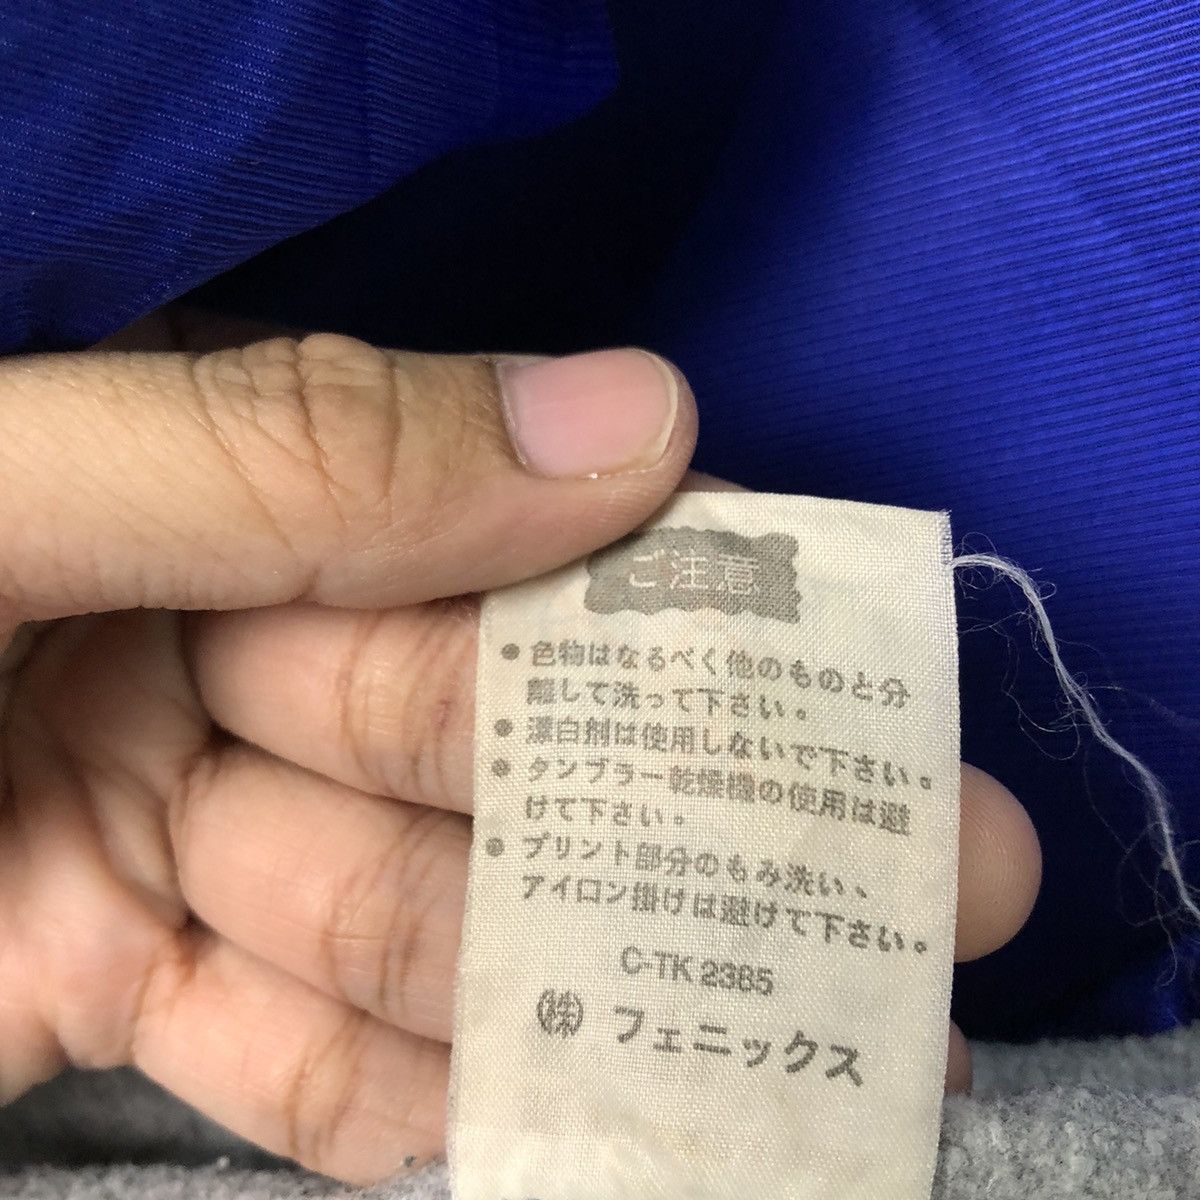 ご注意
●色物はなるべく他のものと分
離して洗って下さい。
●漂白剤は使用しないで下さい。
●タンブラー乾燥機の使用は避
けて下さい。
●プリント部分のもみ洗い、
アイロン掛けは避けて下さい。
C-TK 2365
㈱ フェニックス